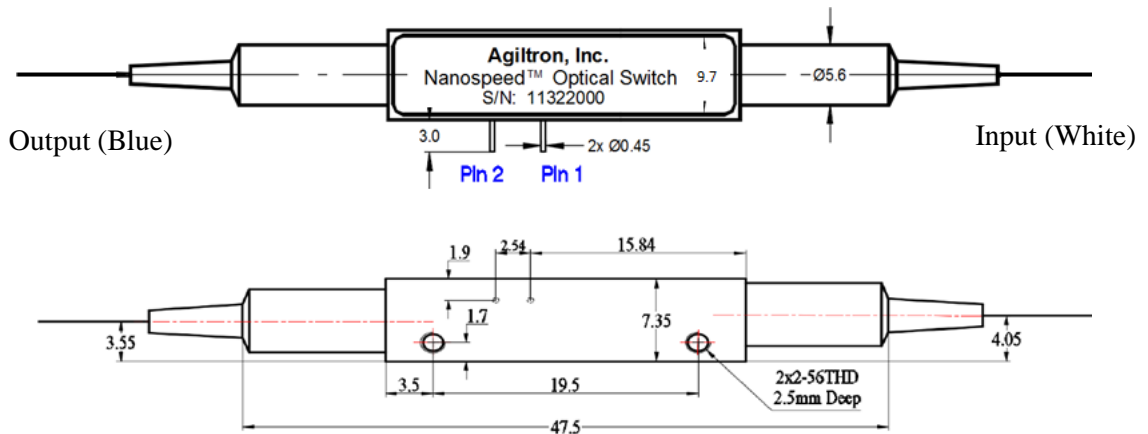 Agiltron, Inc.
Nanospeed™ Optical Switch
S/N: 11322000
9.7
Ø5.6
Output (Blue)
Input (White)
3.0
2x Ø0.45
PIn 2
PIn 1
2.54
15.84
1.9
1.7
7.35
3.55
4.05
3.5
19.5
2x2-56THD
2.5mm Deep
47.5